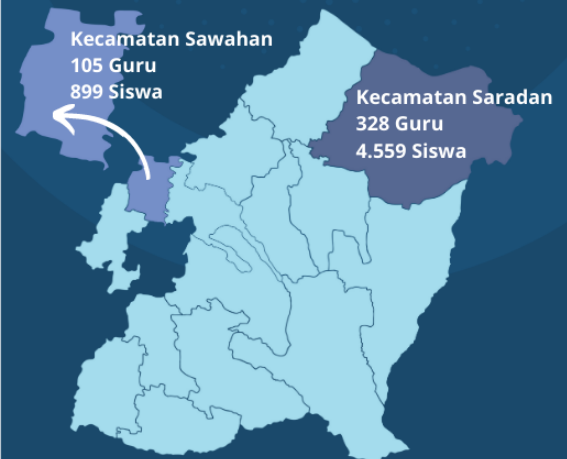 Kecamatan Sawahan
105 Guru
899 Siswa
Kecamatan Saradan
328 Guru
4.559 Siswa